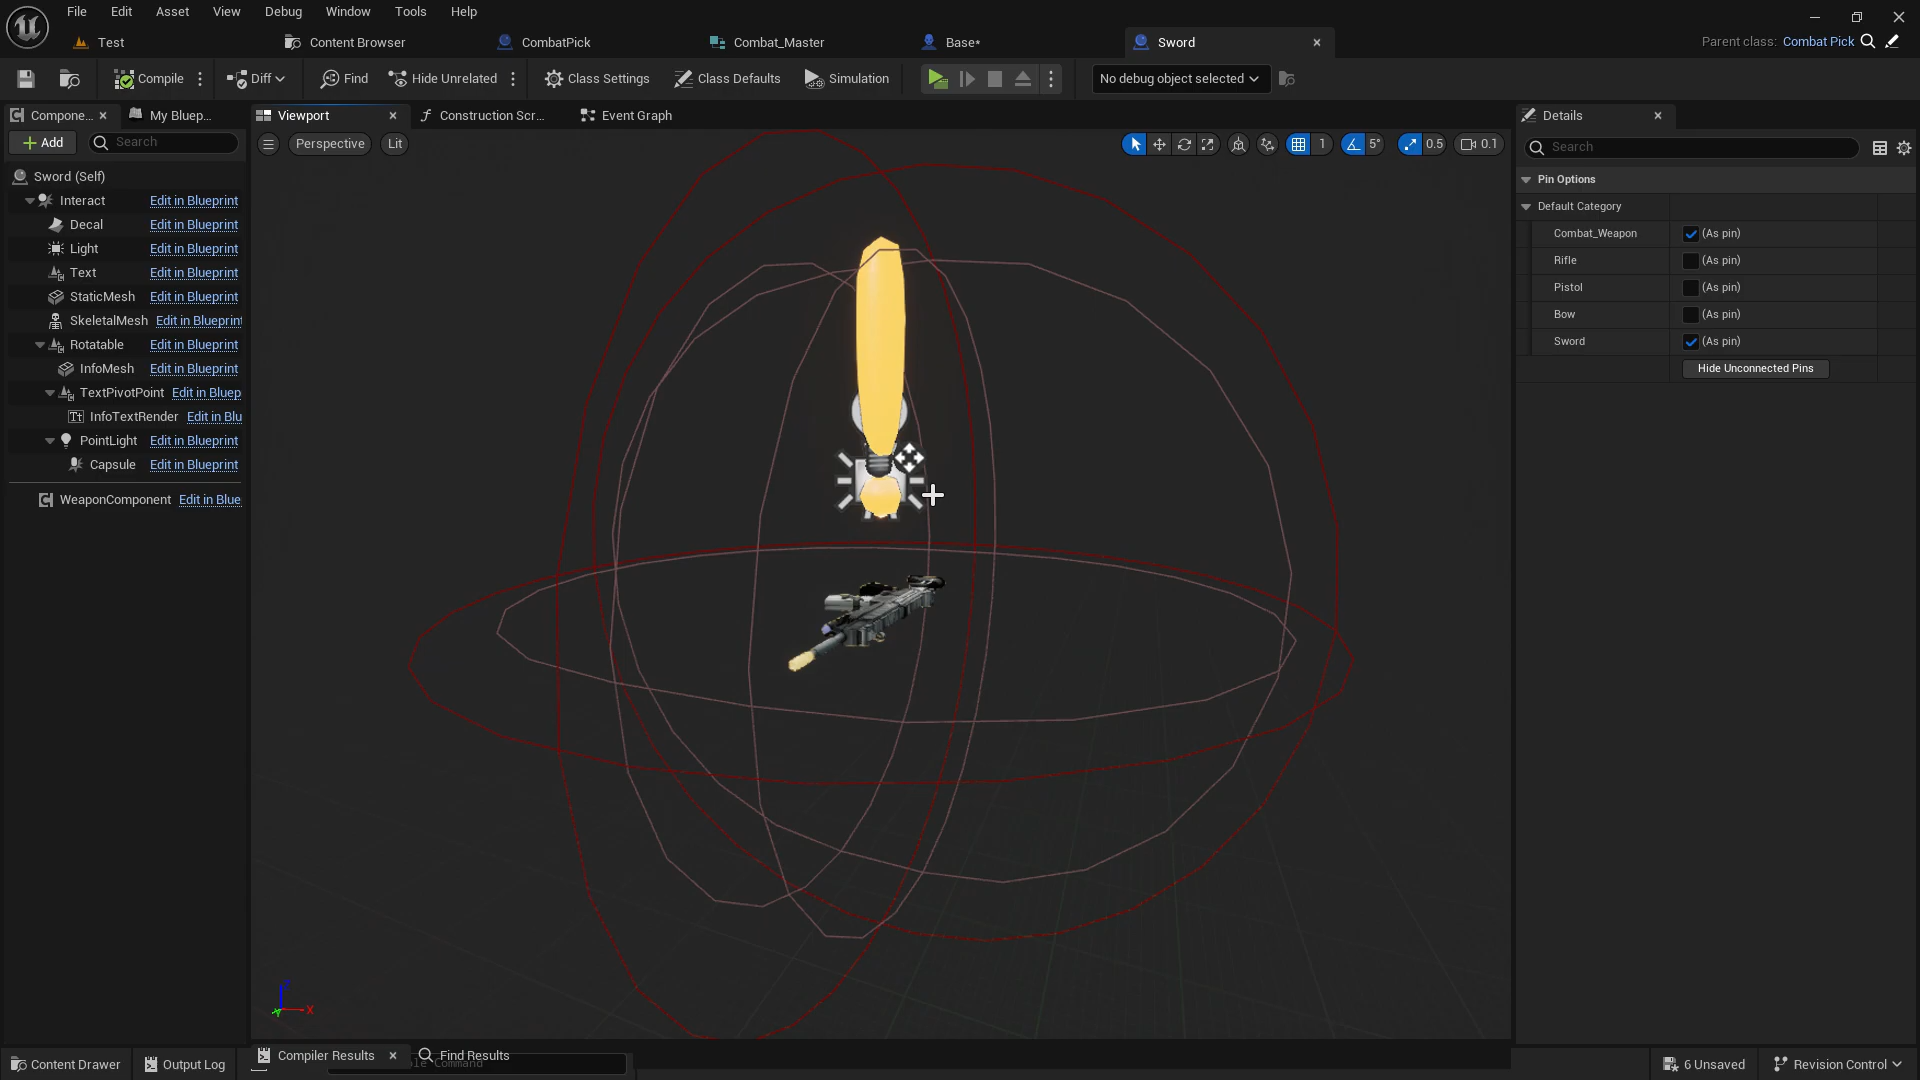 File Edit Asset View Debug Window Tools Help
Test Content Browser CombatPick Combat_Master Base* Sword
Parent class: Combat Pick
Compile Diff Find Hide Unrelated Class Settings Class Defaults Simulation No debug object selected
Compone... My Bluep... Viewport Construction Scr... Event Graph Details
Add Search Perspective Lit 1 5° 0.5 0.1 Search
Sword (Self)
Interact Edit in Blueprint
Decal Edit in Blueprint
Light Edit in Blueprint
Text Edit in Blueprint
StaticMesh Edit in Blueprint
SkeletalMesh Edit in Blueprint
Rotatable Edit in Blueprint
InfoMesh Edit in Blueprint
TextPivotPoint Edit in Bluep
InfoTextRender Edit in Blu
PointLight Edit in Blueprint
Capsule Edit in Blueprint
WeaponComponent Edit in Blue
Pin Options
Default Category
Combat_Weapon (As pin)
Rifle (As pin)
Pistol (As pin)
Bow (As pin)
Sword (As pin)
Hide Unconnected Pins
Z
X
Y
Compiler Results Find Results
Content Drawer Output Log Command 6 Unsaved Revision Control